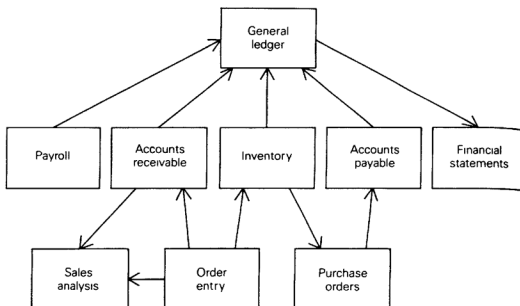 General
ledger
Payroll
Accounts
receivable
Inventory
Accounts
payable
Financial
statements
Sales
analysis
Order
entry
Purchase
orders